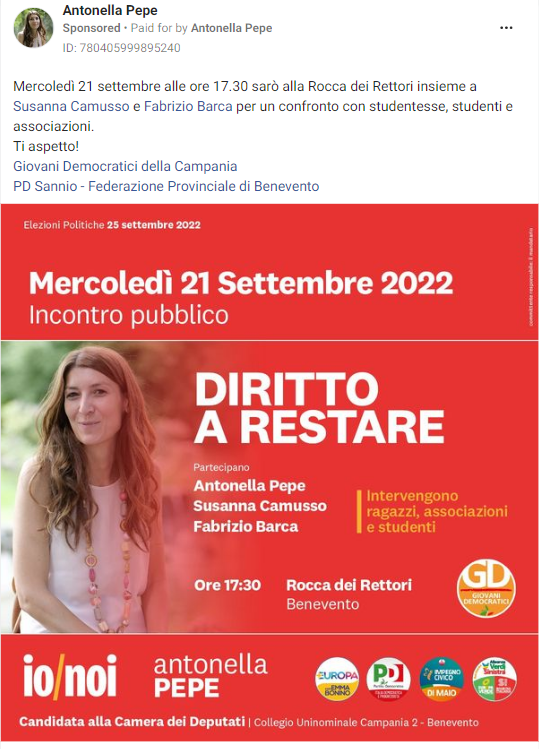 Antonella Pepe
Sponsored • Paid for by Antonella Pepe
ID: 780405999895240
Mercoledì 21 settembre alle ore 17.30 sarò alla Rocca dei Rettori insieme a
Susanna Camusso e Fabrizio Barca per un confronto con studentesse, studenti e
associazioni.
Ti aspetto!
Giovani Democratici della Campania
PD Sannio - Federazione Provinciale di Benevento
Elezioni Politiche 25 settembre 2022
Mercoledì 21 Settembre 2022
Incontro pubblico
committente responsabile: il mandatario
DIRITTO
A RESTARE
Partecipano
Antonella Pepe
Susanna Camusso
Fabrizio Barca
Intervengono
ragazzi, associazioni
e studenti
Ore 17:30
Rocca dei Rettori
Benevento
GD
GIOVANI
DEMOCRATICI
io/noi
antonella
PEPE
+EUROPA
EMMA
BONINO
PD
IMPEGNO
CIVICO
DI MAIO
Alleanza
Verdi
Sinistra
SI
Candidata alla Camera dei Deputati | Collegio Uninominale Campania 2 - Benevento